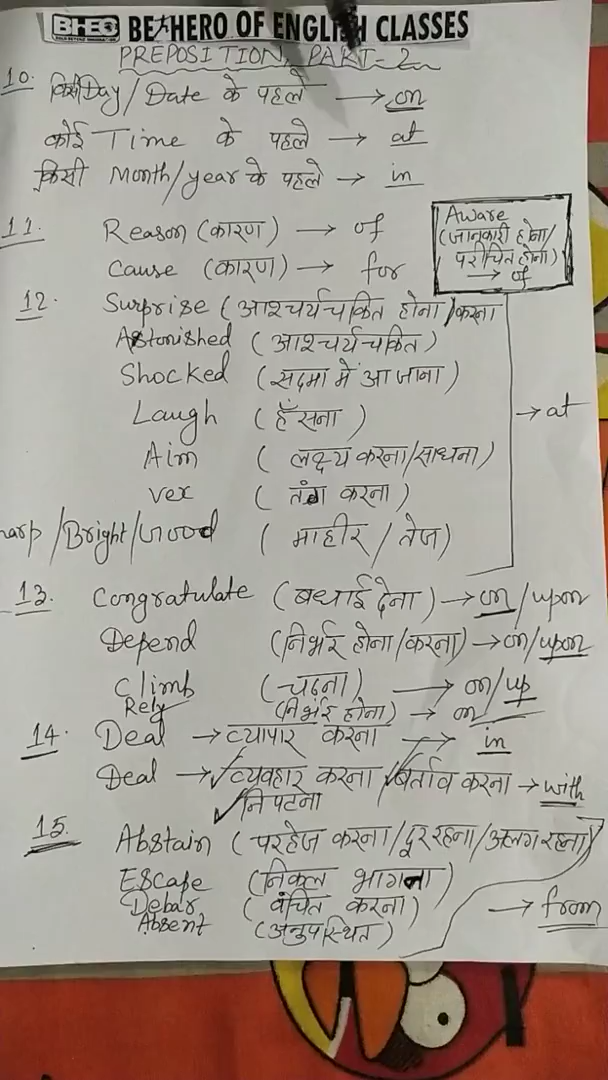 BHEO BE A HERO OF ENGLISH CLASSES
PREPOSITION, PART-2
10. किसी Day/Date के पहले → on
कोई Time के पहले → at
किसी Month/year के पहले → in
11. Reason (कारण) → of
Cause (कारण) → for
Aware
(जानकारी होना/
परीचित होना)
→ of
12. Surprise (आश्चर्यचकित होना/करना
Astonished (आश्चर्यचकित)
Shocked (सदमा में आ जाना)
Laugh (हँसना) → at
Aim (लक्ष्य करना/साधना)
vex (तंग करना)
harp/Bright/Good (माहीर/तेज)
13. Congratulate (बधाई देना) → on/upon
Depend (निर्भर होना/करना) → on/upon
Climb (चढना) → on/up
Rely (निर्भर होना) → on
14. Deal → व्यापार करना → in
Deal → व्यवहार करना/बर्ताव करना → with
निपटना
15. Abstain (परहेज करना/दूर रहना/अलग रहना)
Escape (निकल भागना)
Debar (वंचित करना) → from
Absent (अनुपस्थित)